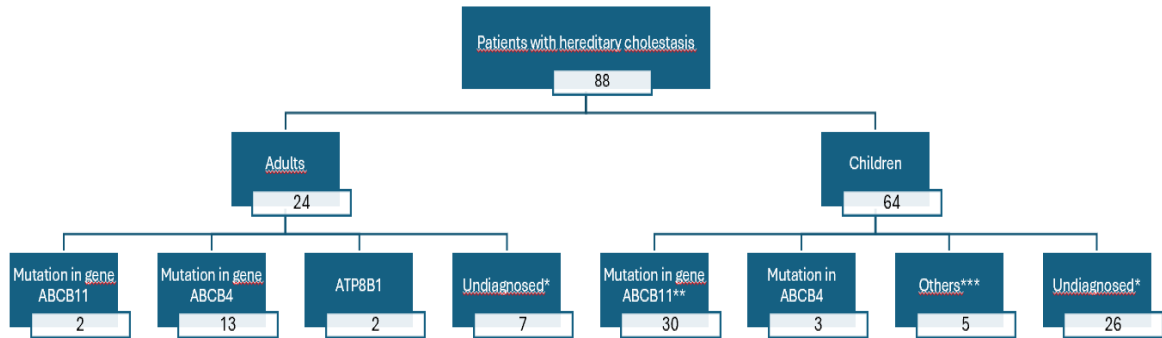 Patients with hereditary cholestasis
88
Adults
24
Children
64
Mutation in gene
ABCB11
2
Mutation in gene
ABCB4
13
ATP8B1
2
Undiagnosed*
7
Mutation in gene
ABCB11**
30
Mutation in
ABCB4
3
Others***
5
Undiagnosed*
26